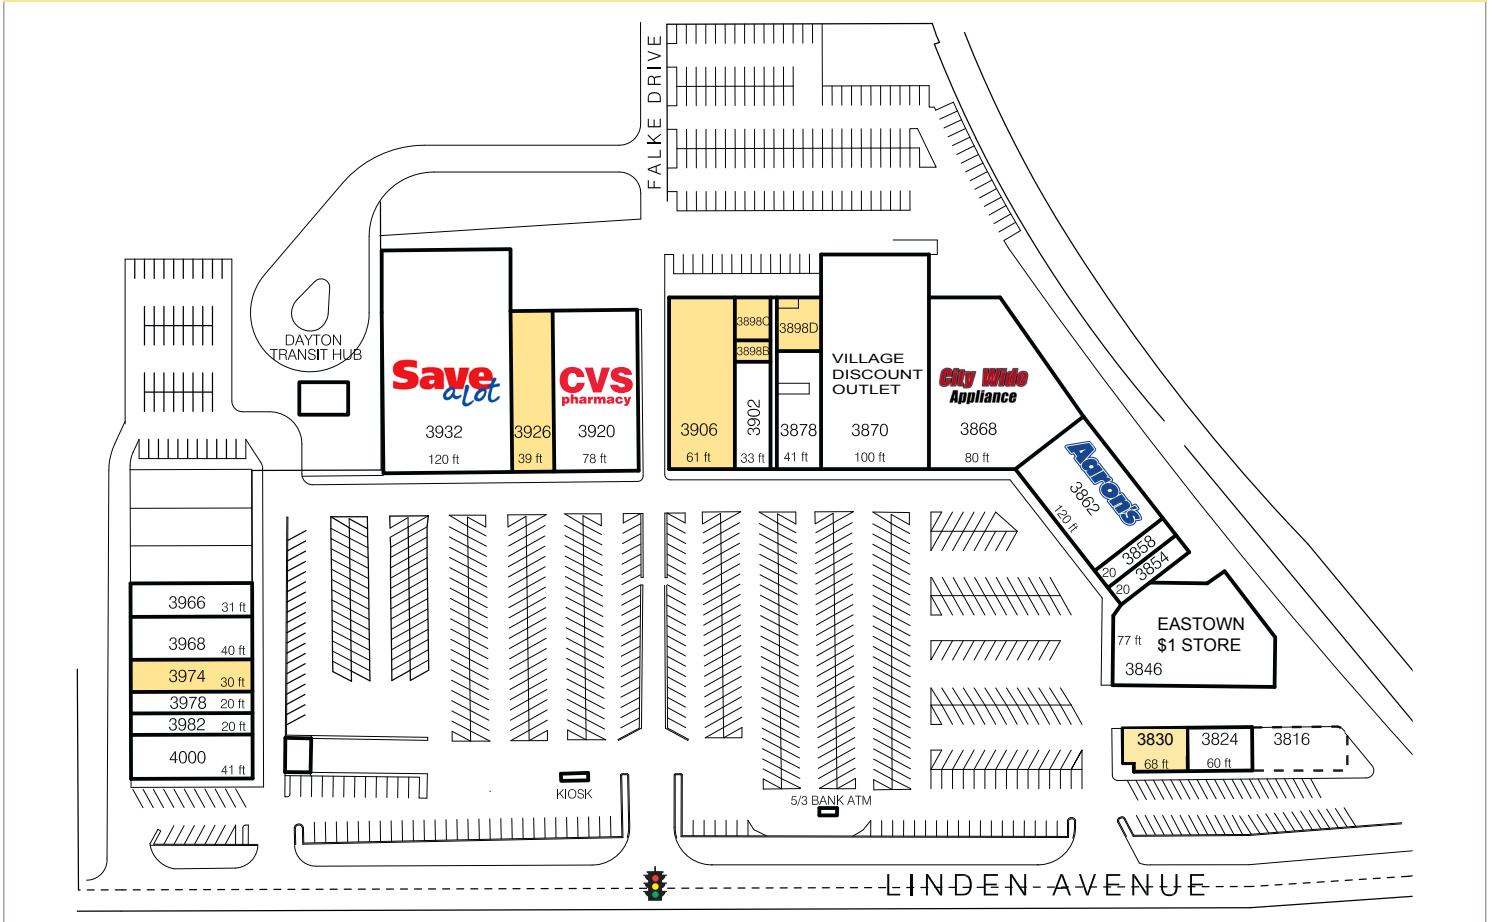 FALKE DRIVE
DAYTON
TRANSIT HUB
Save
a Lot
3932
120 ft
3926
39 ft
CVS
pharmacy
3920
78 ft
3906
61 ft
3898C
3898B
3902
33 ft
3898D
3878
41 ft
VILLAGE
DISCOUNT
OUTLET
3870
100 ft
City Wide
Appliance
3868
80 ft
Aaron's
3862
120 ft
3858
20
3854
20
EASTOWN
$1 STORE
77 ft
3846
3966 31 ft
3968 40 ft
3974 30 ft
3978 20 ft
3982 20 ft
4000 41 ft
3830
68 ft
3824
60 ft
3816
KIOSK
5/3 BANK ATM
LINDEN AVENUE